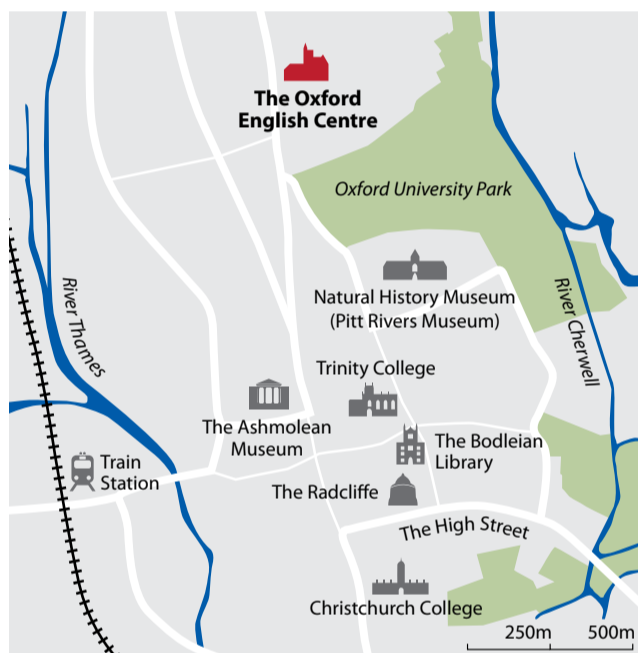 The Oxford
English Centre
Oxford University Park
River Thames
River Cherwell
Natural History Museum
(Pitt Rivers Museum)
Trinity College
The Ashmolean
Museum
The Bodleian
Library
Train
Station
The Radcliffe
The High Street
Christchurch College
250m 500m